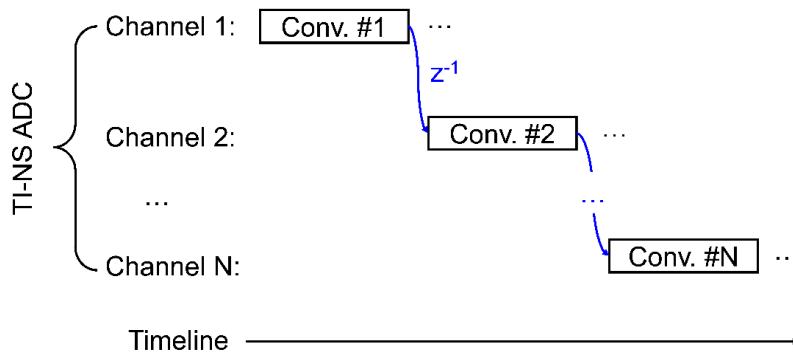 TI-NS ADC
Channel 1: Conv. #1 ...
z⁻¹
Channel 2: Conv. #2 ...
... ...
Channel N: Conv. #N ...
Timeline